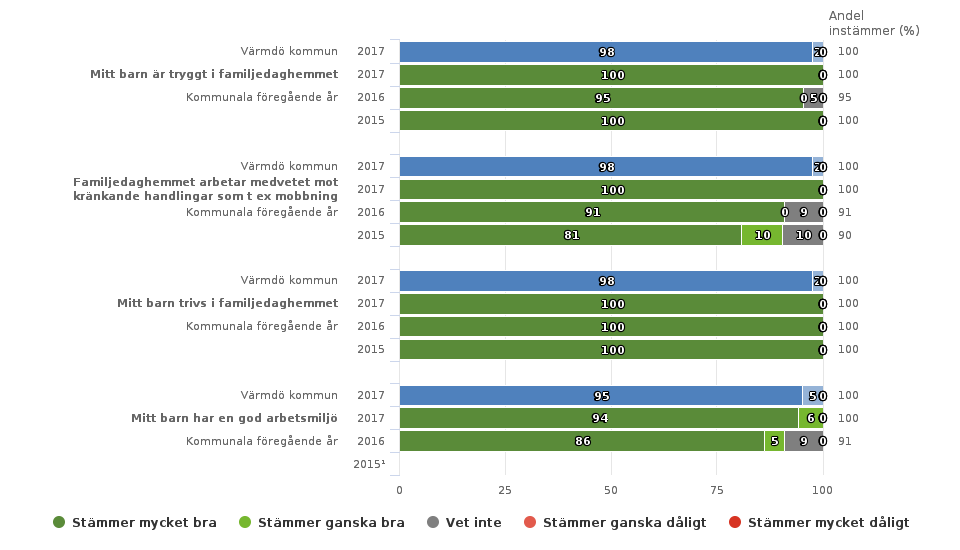 Andel
instämmer (%)
Värmdö kommun 2017 98 2 0 100
Mitt barn är tryggt i familjedaghemmet 2017 100 0 100
Kommunala föregående år 2016 95 0 5 0 95
2015 100 0 100
Värmdö kommun 2017 98 2 0 100
Familjedaghemmet arbetar medvetet mot
kränkande handlingar som t ex mobbning 2017 100 0 100
Kommunala föregående år 2016 91 0 9 0 91
2015 81 10 10 0 90
Värmdö kommun 2017 98 2 0 100
Mitt barn trivs i familjedaghemmet 2017 100 0 100
Kommunala föregående år 2016 100 0 100
2015 100 0 100
Värmdö kommun 2017 95 5 0 100
Mitt barn har en god arbetsmiljö 2017 94 6 0 100
Kommunala föregående år 2016 86 5 9 0 91
2015¹
0 25 50 75 100
Stämmer mycket bra Stämmer ganska bra Vet inte Stämmer ganska dåligt Stämmer mycket dåligt